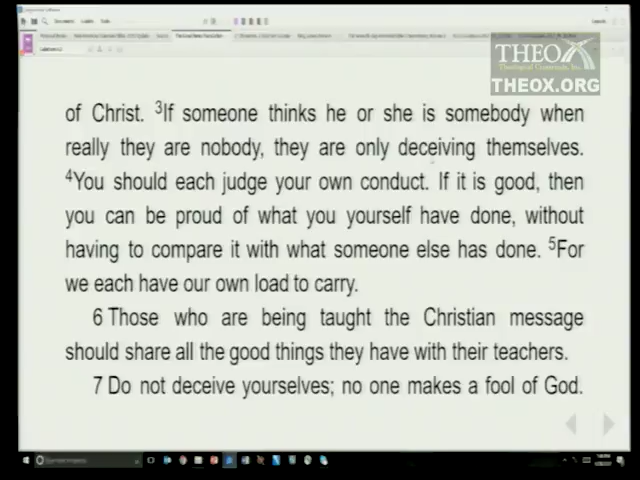 THEOX
THEOX.ORG
of Christ. 3If someone thinks he or she is somebody when
really they are nobody, they are only deceiving themselves.
4You should each judge your own conduct. If it is good, then
you can be proud of what you yourself have done, without
having to compare it with what someone else has done. 5For
we each have our own load to carry.
6 Those who are being taught the Christian message
should share all the good things they have with their teachers.
7 Do not deceive yourselves; no one makes a fool of God.